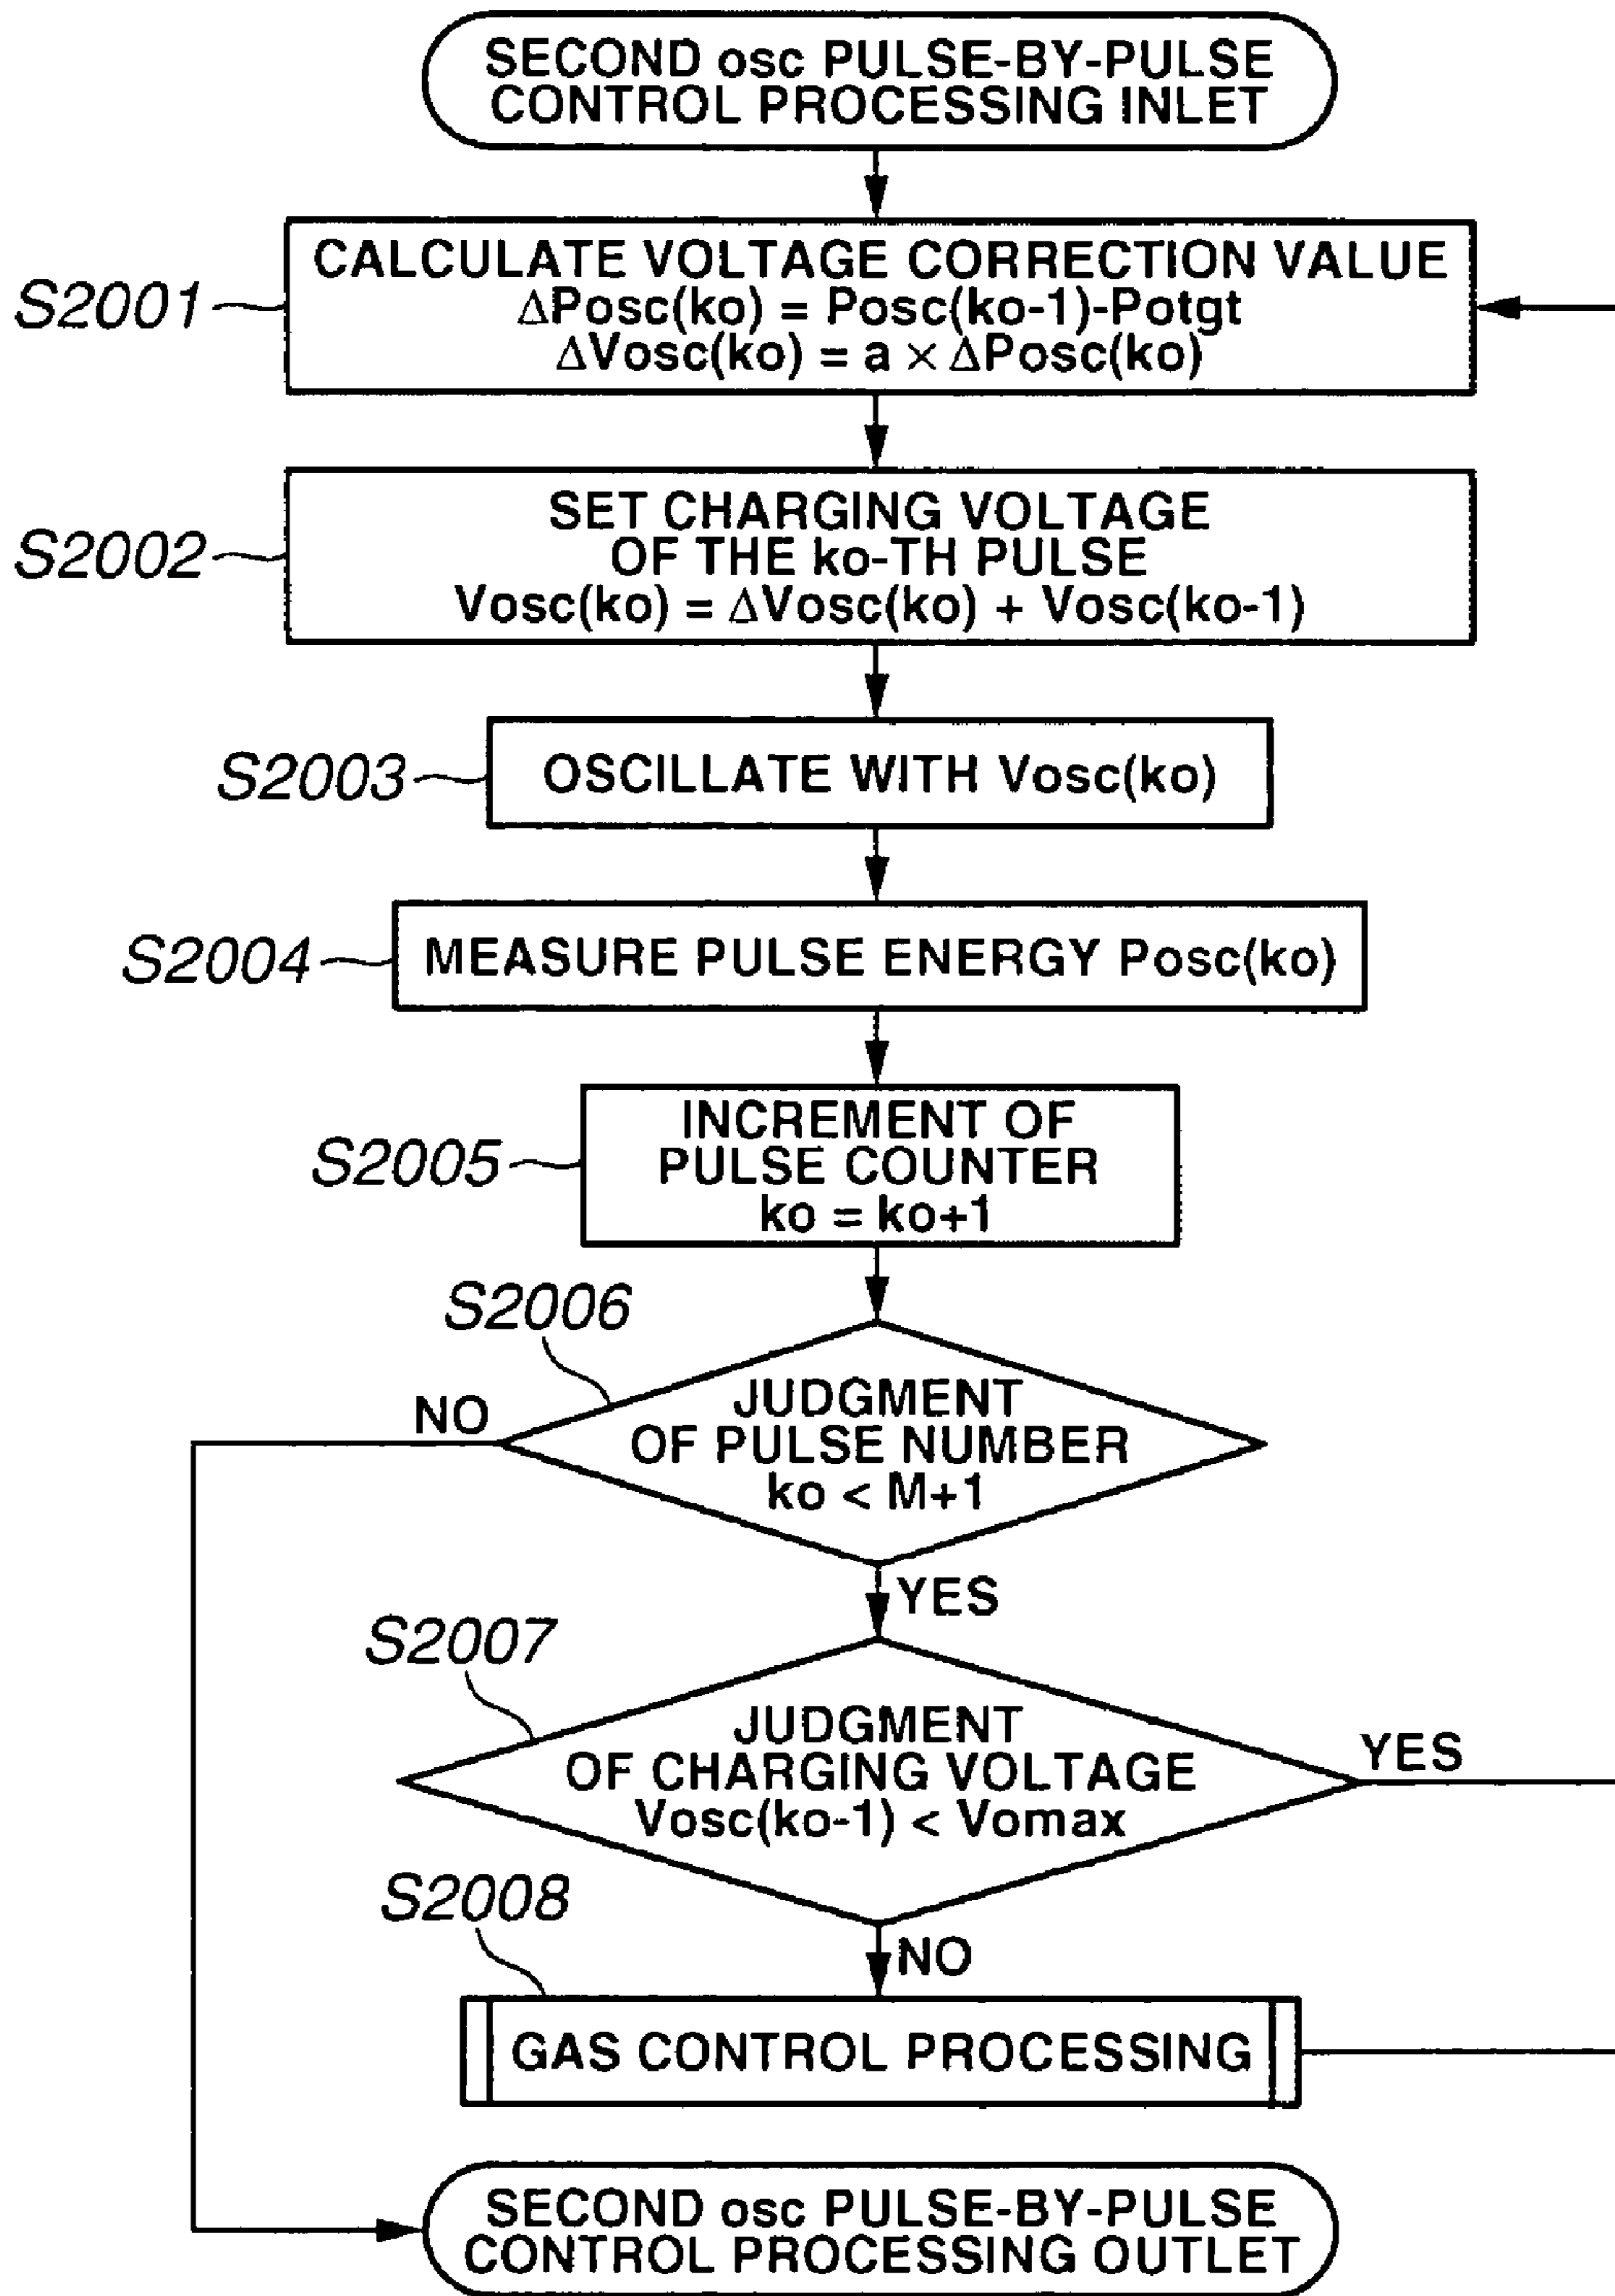 SECOND osc PULSE-BY-PULSE
CONTROL PROCESSING INLET
S2001
CALCULATE VOLTAGE CORRECTION VALUE
ΔPosc(ko) = Posc(ko-1)-Potgt
ΔVosc(ko) = a × ΔPosc(ko)
S2002
SET CHARGING VOLTAGE
OF THE ko-TH PULSE
Vosc(ko) = ΔVosc(ko) + Vosc(ko-1)
S2003
OSCILLATE WITH Vosc(ko)
S2004
MEASURE PULSE ENERGY Posc(ko)
S2005
INCREMENT OF
PULSE COUNTER
ko = ko+1
S2006
NO
JUDGMENT
OF PULSE NUMBER
ko < M+1
YES
S2007
JUDGMENT
OF CHARGING VOLTAGE
Vosc(ko-1) < Vomax
YES
S2008
NO
GAS CONTROL PROCESSING
SECOND osc PULSE-BY-PULSE
CONTROL PROCESSING OUTLET